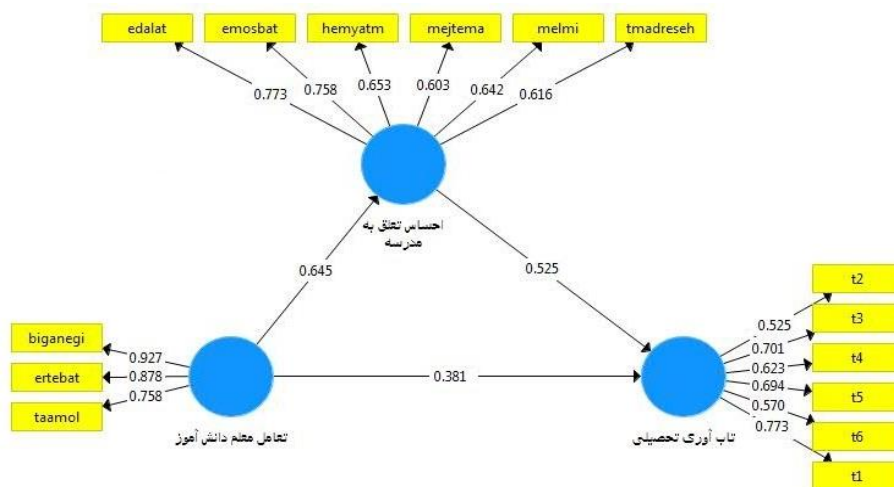 edalat
emosbat
hemyatm
mejtema
melmi
tmadreseh
0.773
0.758
0.653
0.603
0.642
0.616
احساس تعلق به
مدرسه
0.645
0.525
biganegi
ertebat
taamol
0.927
0.878
0.758
تعامل معلم دانش آموز
0.381
تاب آوری تحصیلی
0.525
0.701
0.623
0.694
0.570
0.773
t2
t3
t4
t5
t6
t1